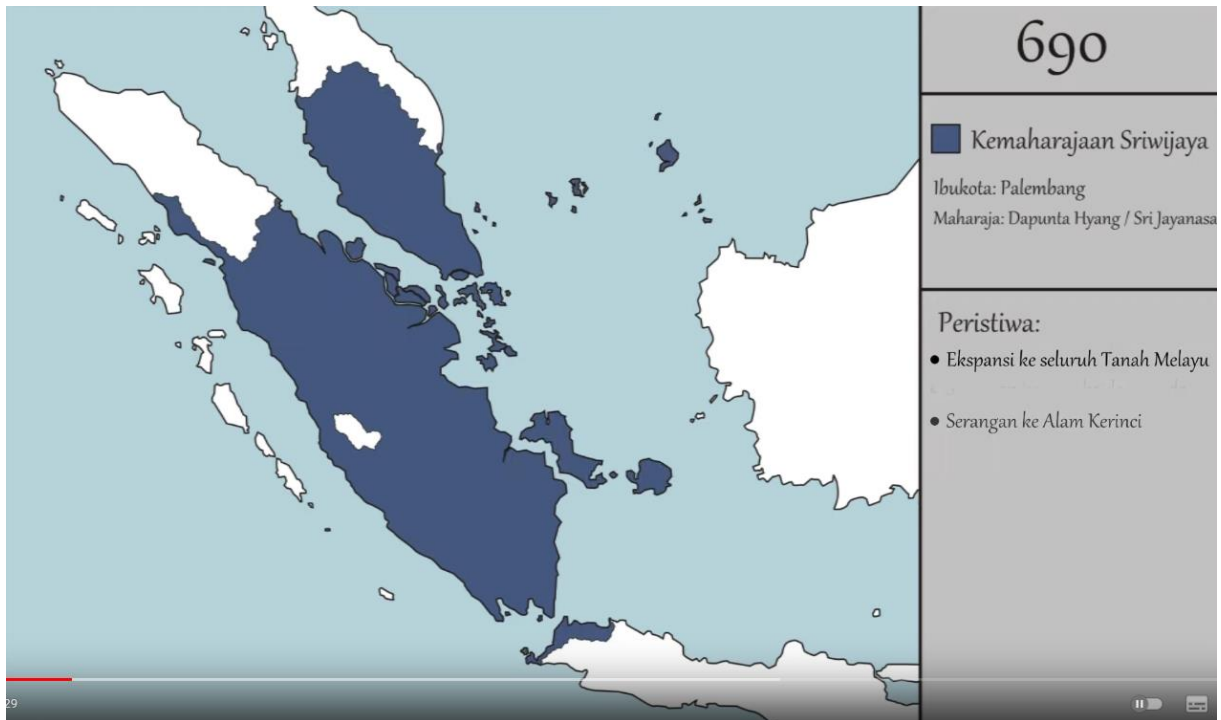 690
Kemaharajaan Sriwijaya
Ibukota: Palembang
Maharaja: Dapunta Hyang / Sri Jayanasa
Peristiwa:
• Ekspansi ke seluruh Tanah Melayu
• Serangan ke Alam Kerinci
29